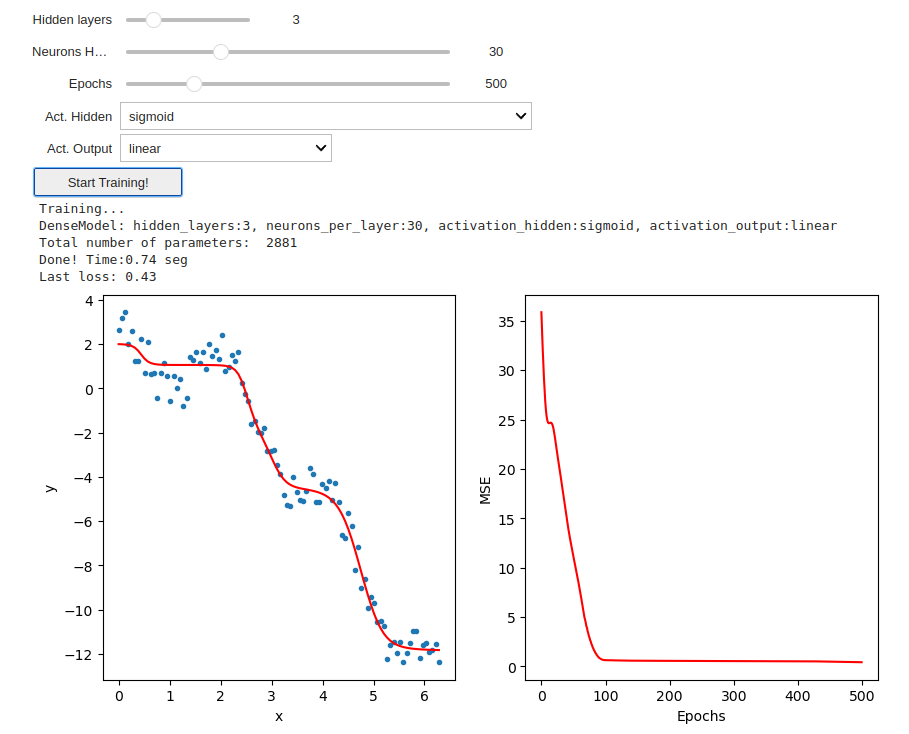 Hidden layers 3
Neurons H... 30
Epochs 500
Act. Hidden sigmoid
Act. Output linear
Start Training!
Training...
DenseModel: hidden_layers:3, neurons_per_layer:30, activation_hidden:sigmoid, activation_output:linear
Total number of parameters:  2881
Done! Time:0.74 seg
Last loss: 0.43
4
2
0
−2
−4
−6
−8
−10
−12
y
0 1 2 3 4 5 6
x
35
30
25
20
15
10
5
0
MSE
0 100 200 300 400 500
Epochs